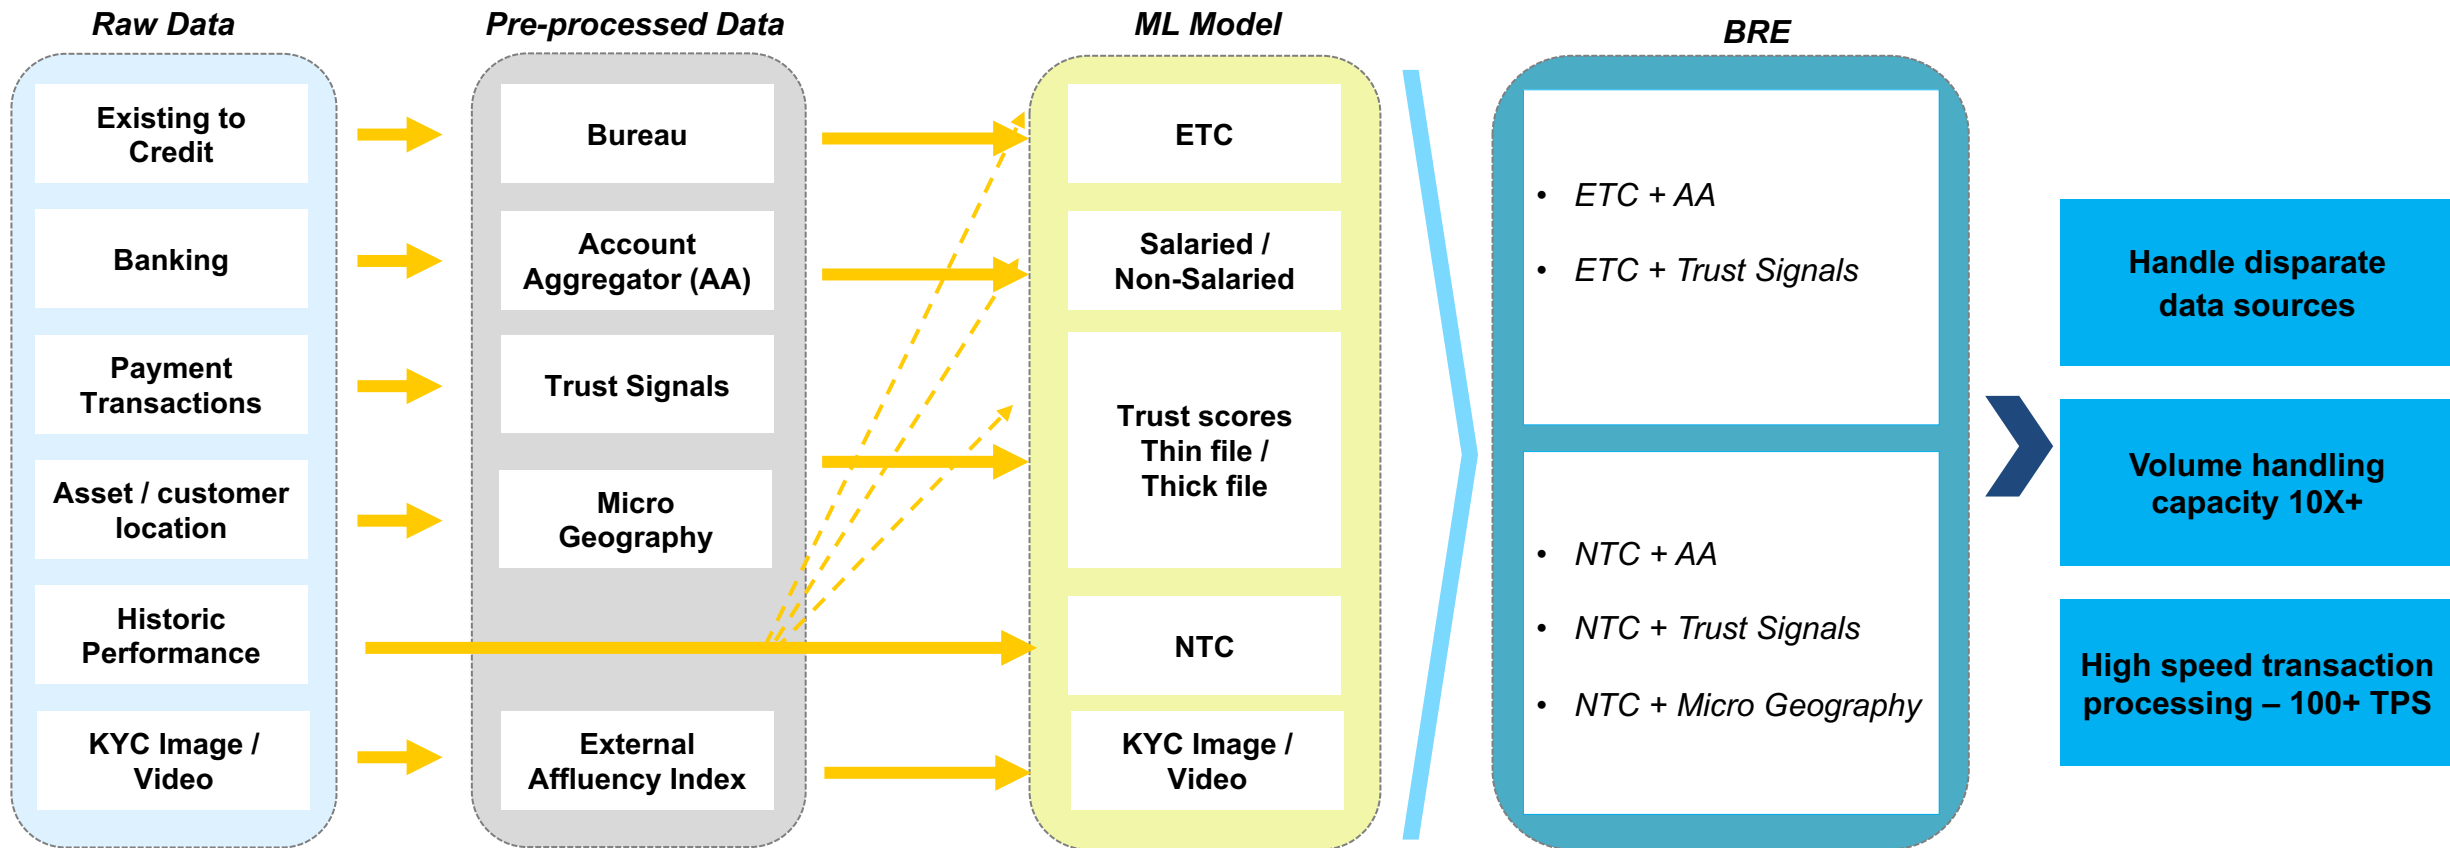 Raw Data
Existing to
Credit
Banking
Payment
Transactions
Asset / customer
location
Historic
Performance
KYC Image /
Video
Pre-processed Data
Bureau
Account
Aggregator (AA)
Trust Signals
Micro
Geography
External
Affluency Index
ML Model
ETC
Salaried /
Non-Salaried
Trust scores
Thin file /
Thick file
NTC
KYC Image /
Video
BRE
• ETC + AA
• ETC + Trust Signals
• NTC + AA
• NTC + Trust Signals
• NTC + Micro Geography
Handle disparate
data sources
Volume handling
capacity 10X+
High speed transaction
processing – 100+ TPS